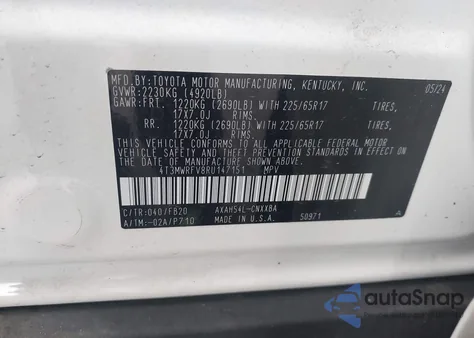 MFD.BY:TOYOTA MOTOR MANUFACTURING, KENTUCKY, INC.
GVWR:2230KG (4920LB) 05/24
GAWR:FRT. 1220KG (2690LB) WITH 225/65R17 TIRES,
17X7.0J RIMS.
RR. 1220KG (2690LB) WITH 225/65R17 TIRES,
17X7.0J RIMS.
THIS VEHICLE CONFORMS TO ALL APPLICABLE FEDERAL MOTOR
VEHICLE SAFETY, BUMPER, AND THEFT PREVENTION STANDARDS IN
EFFECT ON THE DATE OF MANUFACTURE SHOWN ABOVE.
4T3MWRFV8RU147151 MPV
C/TR:040/FB20 AXAH54L-CNXXBA
A/TM:-02A/P710 MADE IN U.S.A. 50971
autoSnap